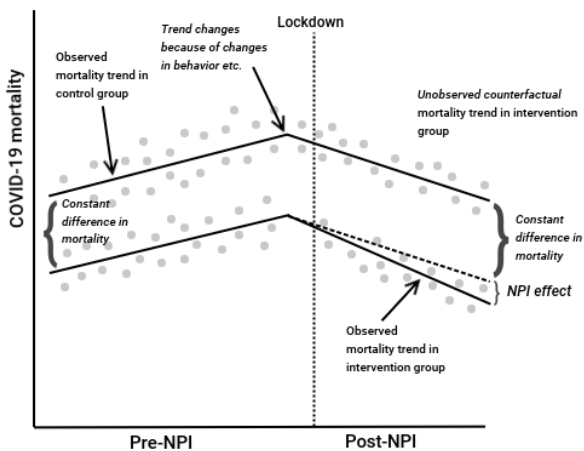 Lockdown
Trend changes
because of changes
in behavior etc.
Observed
mortality trend in
control group
Unobserved counterfactual
mortality trend in intervention
group
COVID-19 mortality
Constant
difference in
mortality
Constant
difference in
mortality
NPI effect
Observed
mortality trend in
intervention group
Pre-NPI
Post-NPI